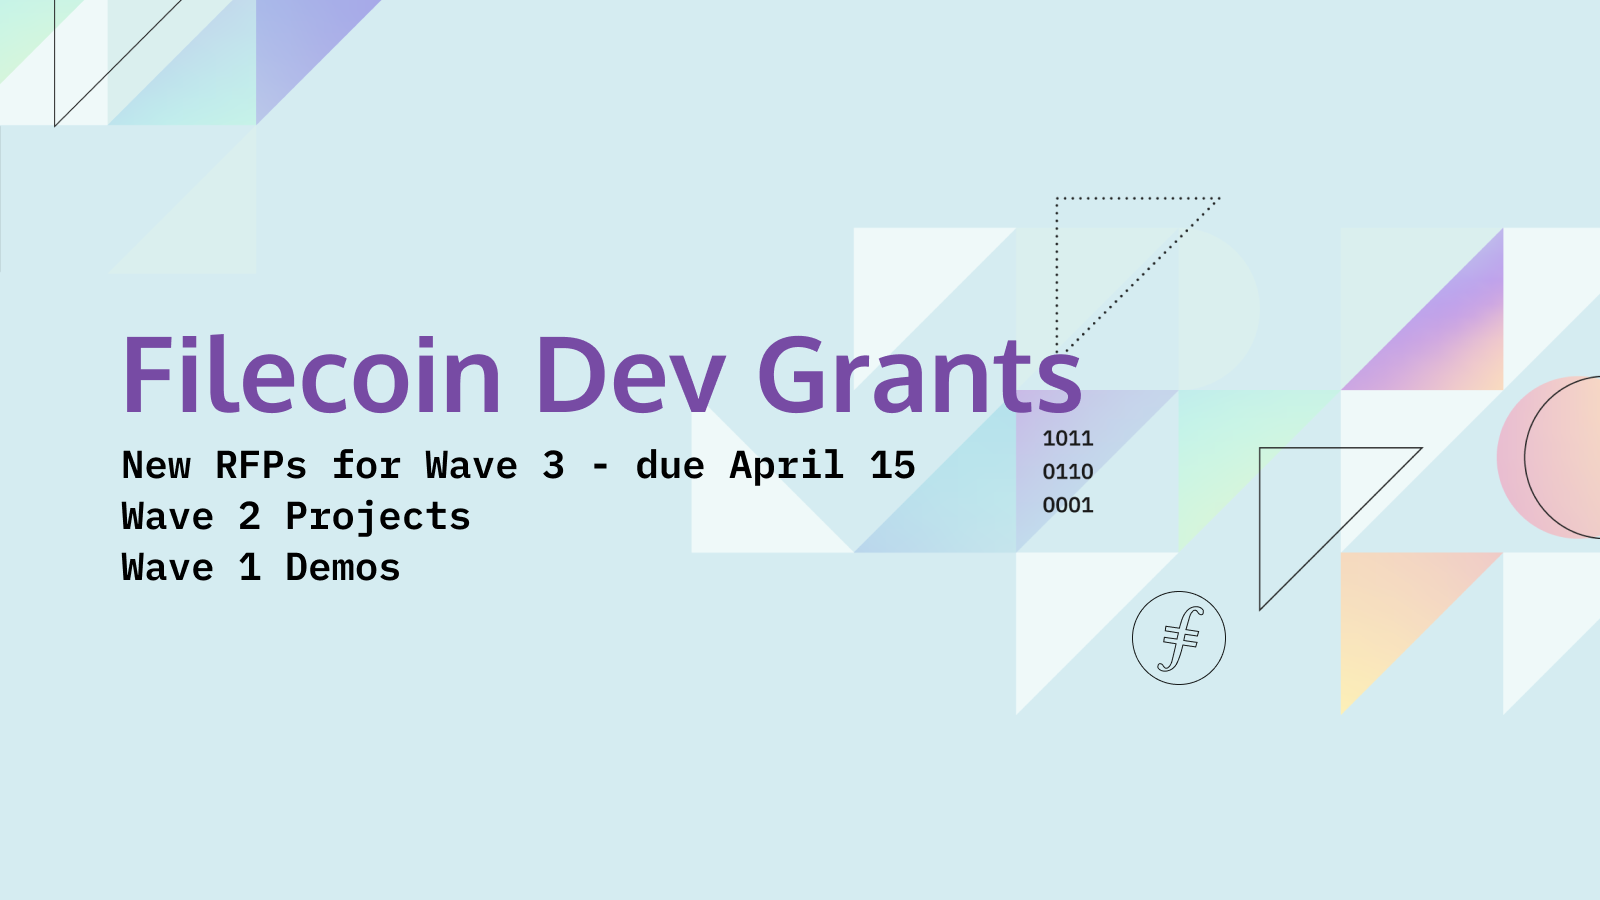 Filecoin Dev Grants
New RFPs for Wave 3 - due April 15
Wave 2 Projects
Wave 1 Demos
1011
0110
0001